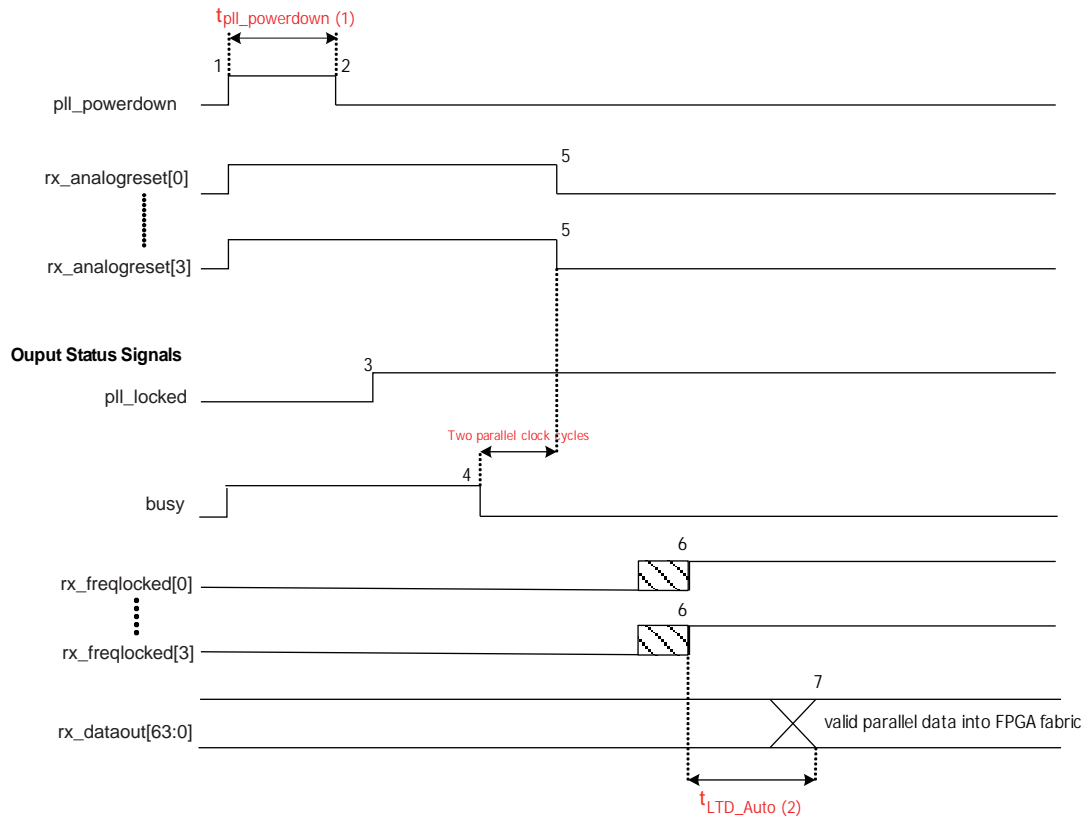 tpll_powerdown (1)
1
2
pll_powerdown
5
rx_analogreset[0]
5
rx_analogreset[3]
Ouput Status Signals
3
pll_locked
Two parallel clock cycles
4
busy
6
rx_freqlocked[0]
6
rx_freqlocked[3]
7
rx_dataout[63:0]
valid parallel data into FPGA fabric
tLTD_Auto (2)